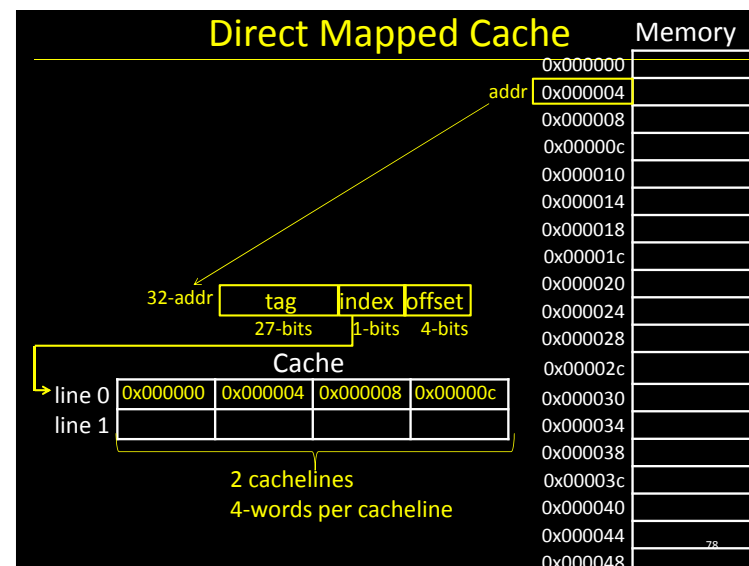 Direct Mapped Cache
Memory
0x000000
addr 0x000004
0x000008
0x00000c
0x000010
0x000014
0x000018
0x00001c
0x000020
32-addr tag index offset
0x000024
27-bits 1-bits 4-bits
0x000028
Cache
0x00002c
line 0 0x000000 0x000004 0x000008 0x00000c
0x000030
line 1
0x000034
0x000038
2 cachelines
0x00003c
4-words per cacheline
0x000040
0x000044
78
0x000048